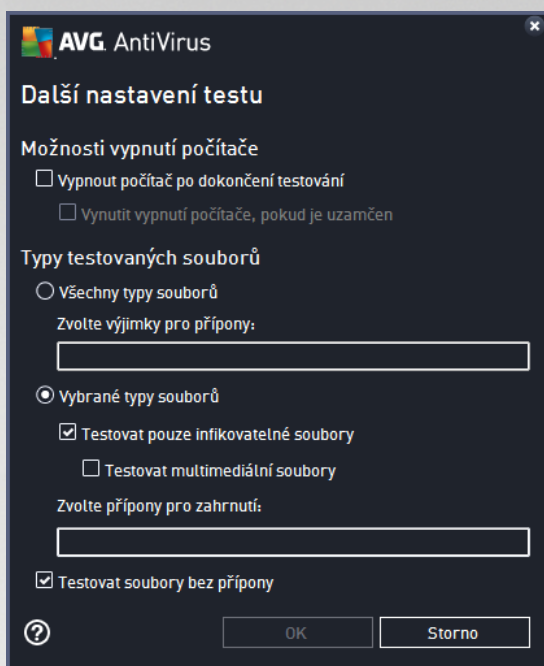 AVG. AntiVirus
Další nastavení testu
Možnosti vypnutí počítače
Vypnout počítač po dokončení testování
Vynutit vypnutí počítače, pokud je uzamčen
Typy testovaných souborů
Všechny typy souborů
Zvolte výjimky pro přípony:
Vybrané typy souborů
Testovat pouze infikovatelné soubory
Testovat multimediální soubory
Zvolte přípony pro zahrnutí:
Testovat soubory bez přípony
OK
Storno